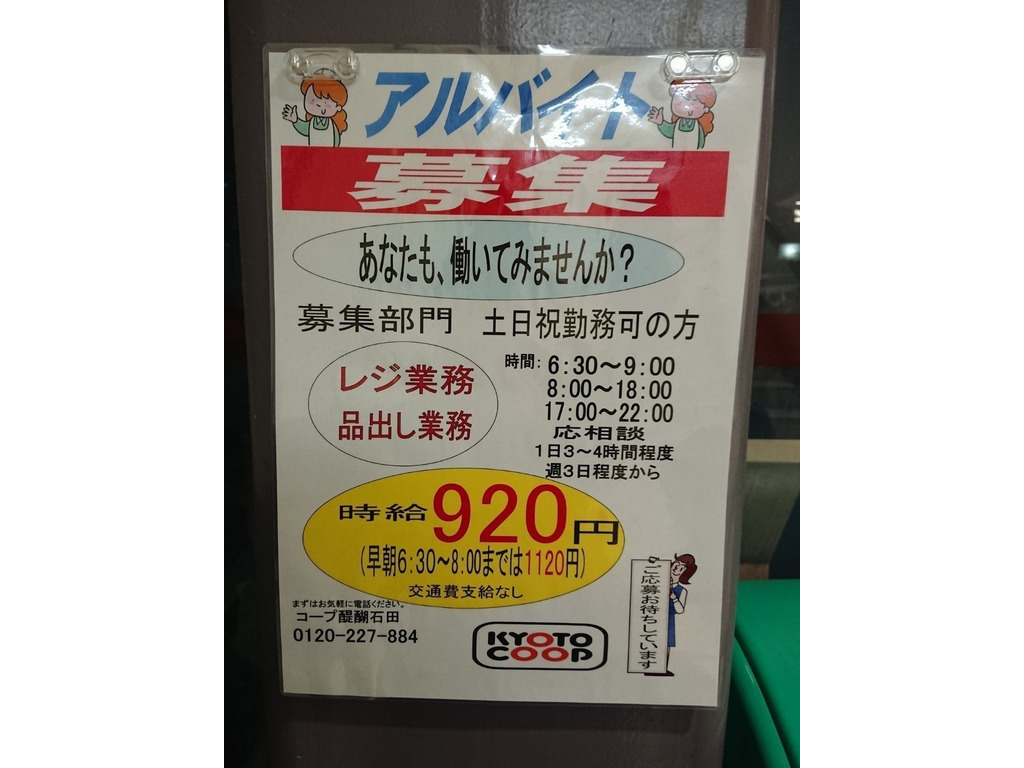 アルバイト
募集
あなたも、働いてみませんか？
募集部門　土日祝勤務可の方
レジ業務
品出し業務
時間：6：30～9：00
8：00～18：00
17：00～22：00
応相談
1日3～4時間程度
週3日程度から
時給920円
（早朝6：30～8：00までは1120円）
交通費支給なし
まずはお気軽に電話ください。
コープ醍醐石田
0120-227-884
KYOTO
COOP
ご応募お待ちしています